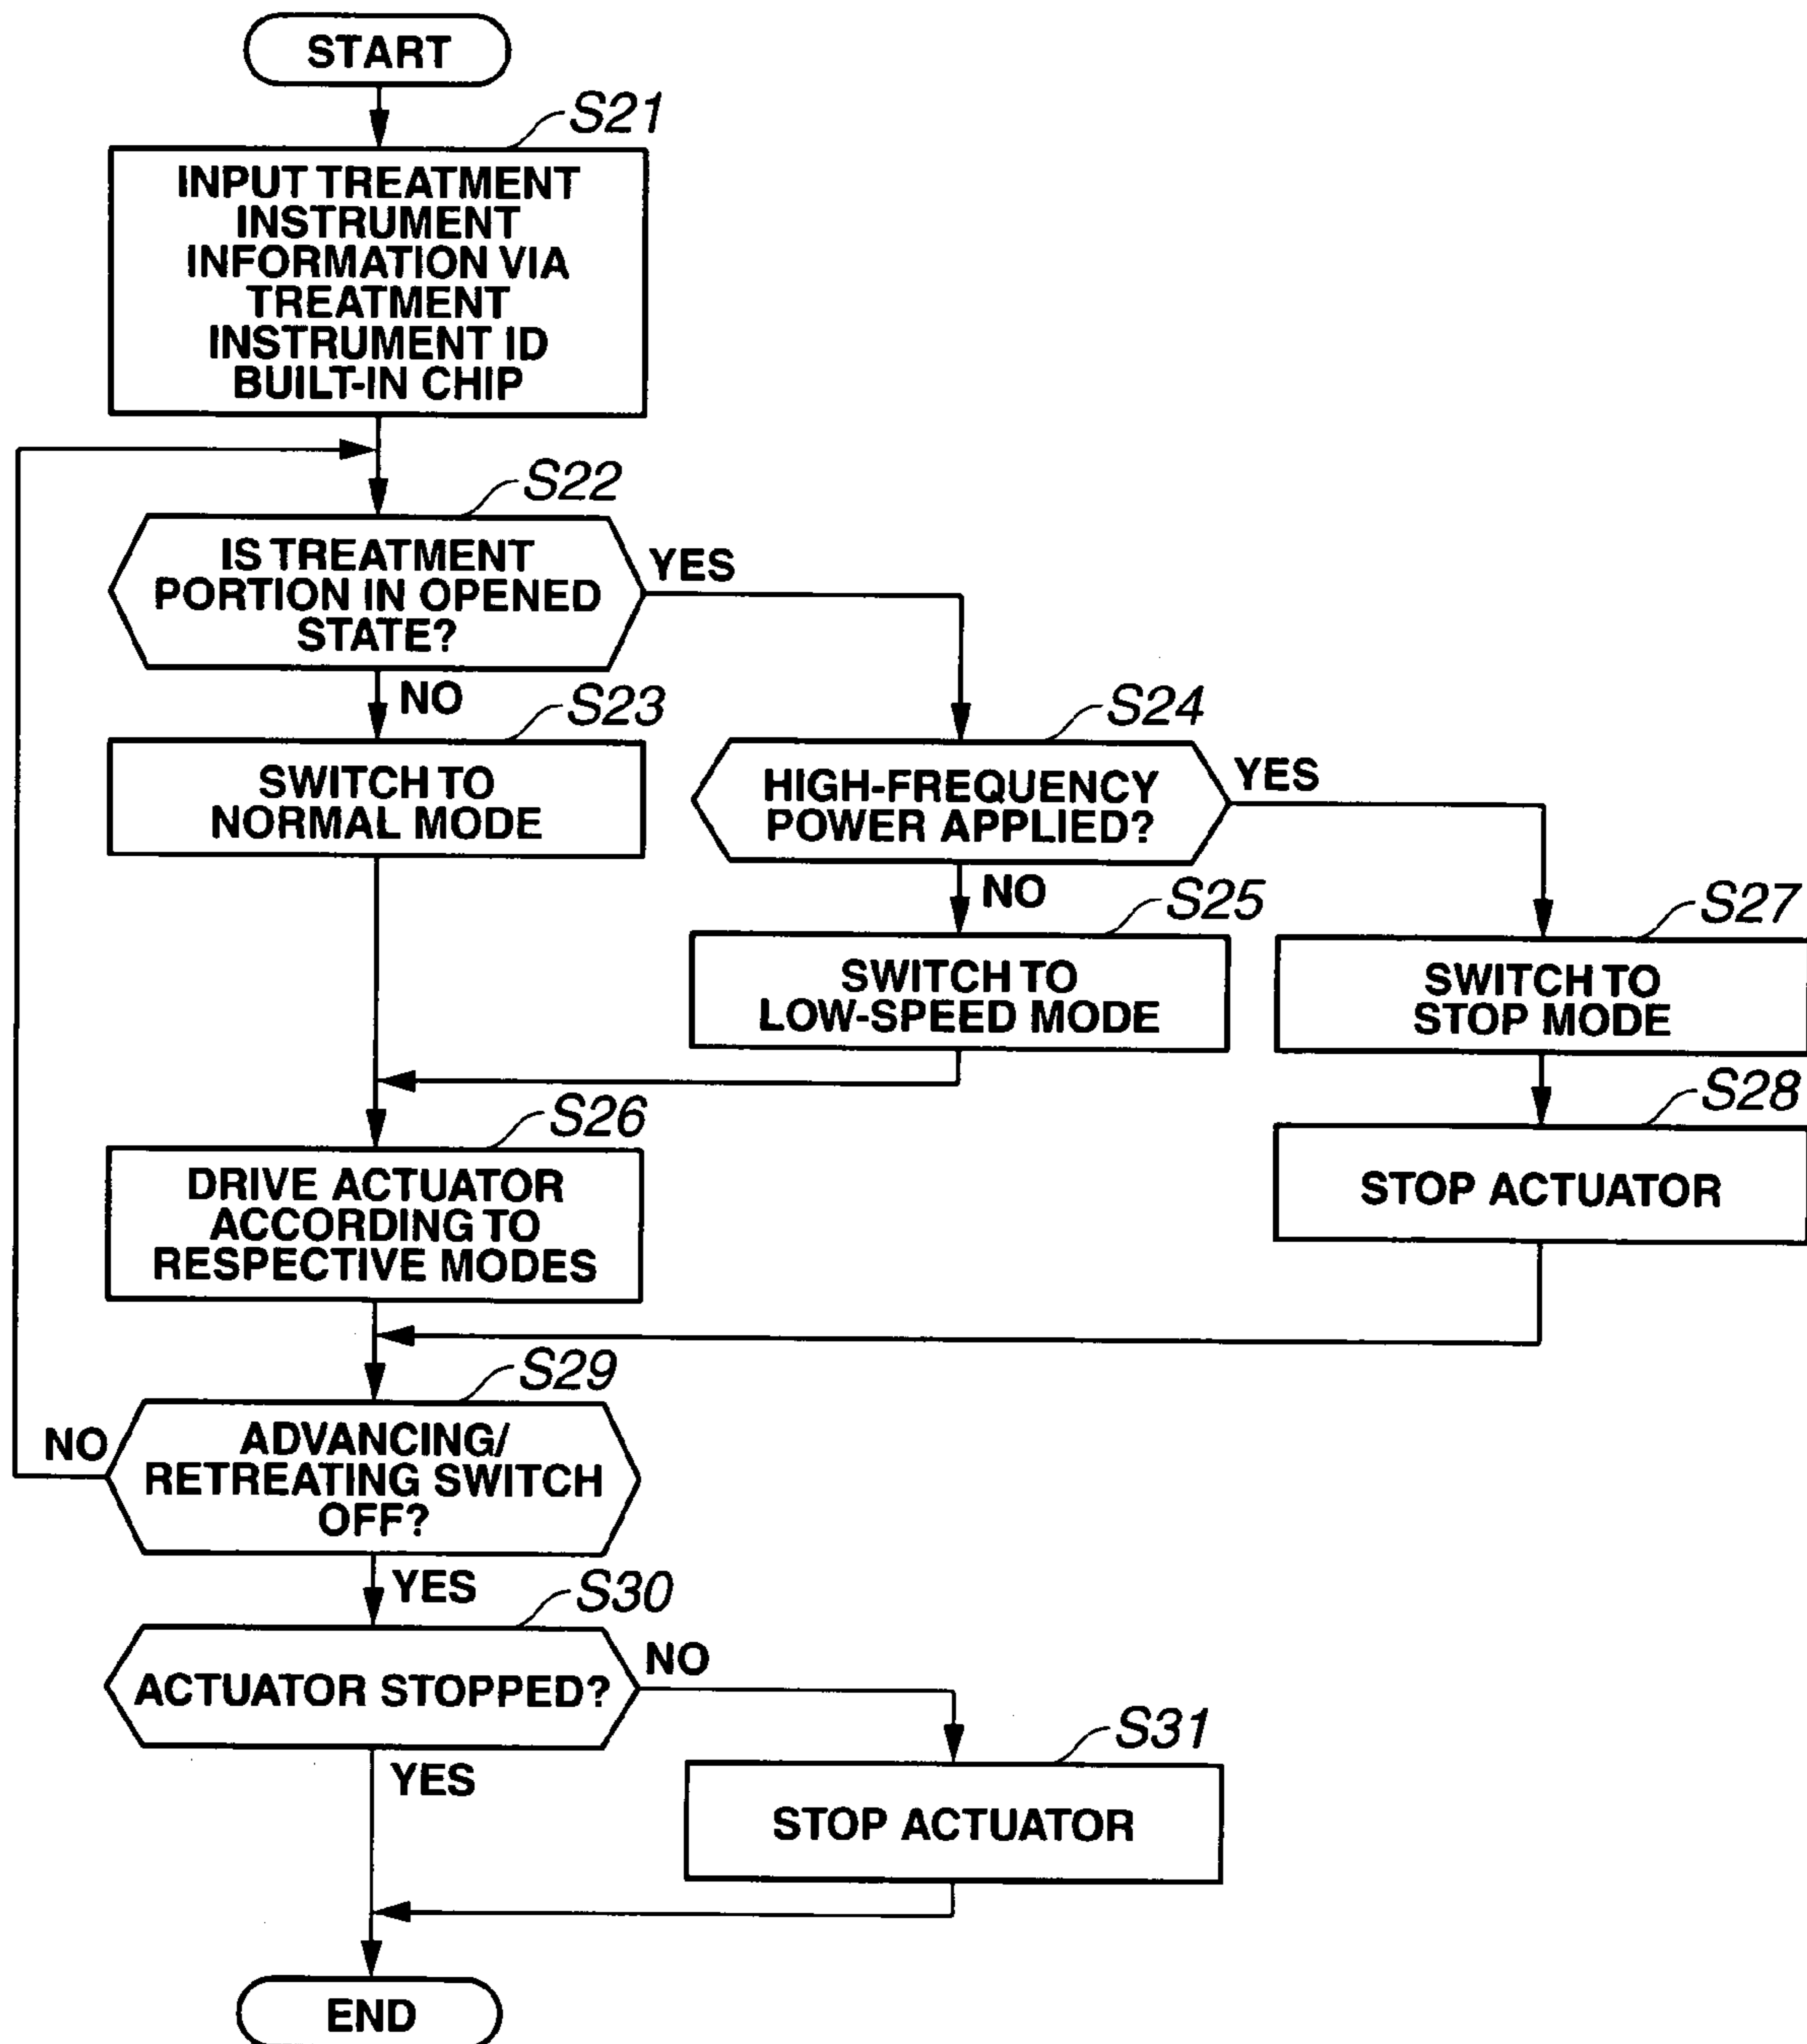 START
S21
INPUT TREATMENT
INSTRUMENT
INFORMATION VIA
TREATMENT
INSTRUMENT ID
BUILT-IN CHIP
S22
IS TREATMENT
PORTION IN OPENED
STATE?
YES
NO
S23
SWITCH TO
NORMAL MODE
S24
HIGH-FREQUENCY
POWER APPLIED?
YES
NO
S25
SWITCH TO
LOW-SPEED MODE
S27
SWITCH TO
STOP MODE
S26
DRIVE ACTUATOR
ACCORDING TO
RESPECTIVE MODES
S28
STOP ACTUATOR
S29
ADVANCING/
RETREATING SWITCH
OFF?
NO
YES
S30
ACTUATOR STOPPED?
NO
YES
S31
STOP ACTUATOR
END